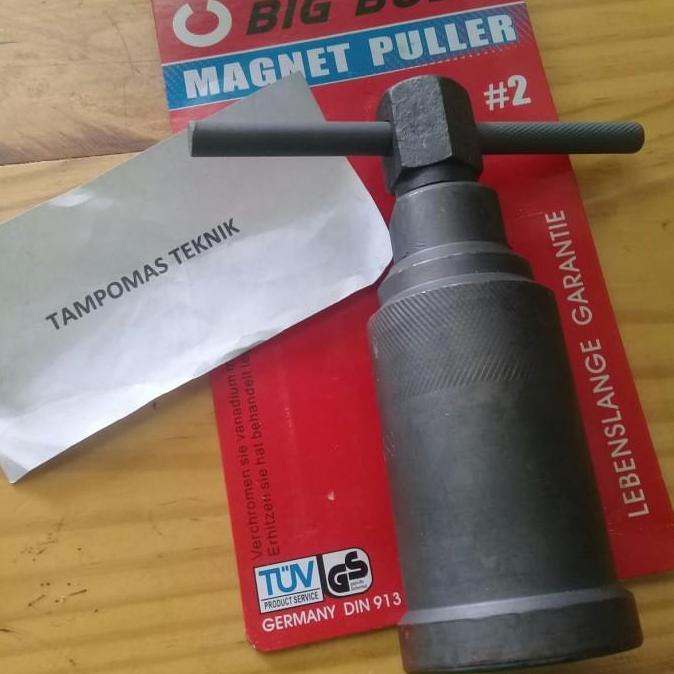 BIG
MAGNET PULLER
#2
TAMPOMAS TEKNIK
LEBENSLANGE GARANTIE
Verchromen sie vanadium
Erhitzen sie hat behandelt
TÜV
PRODUCT SERVICE
GS
GERMANY DIN 913